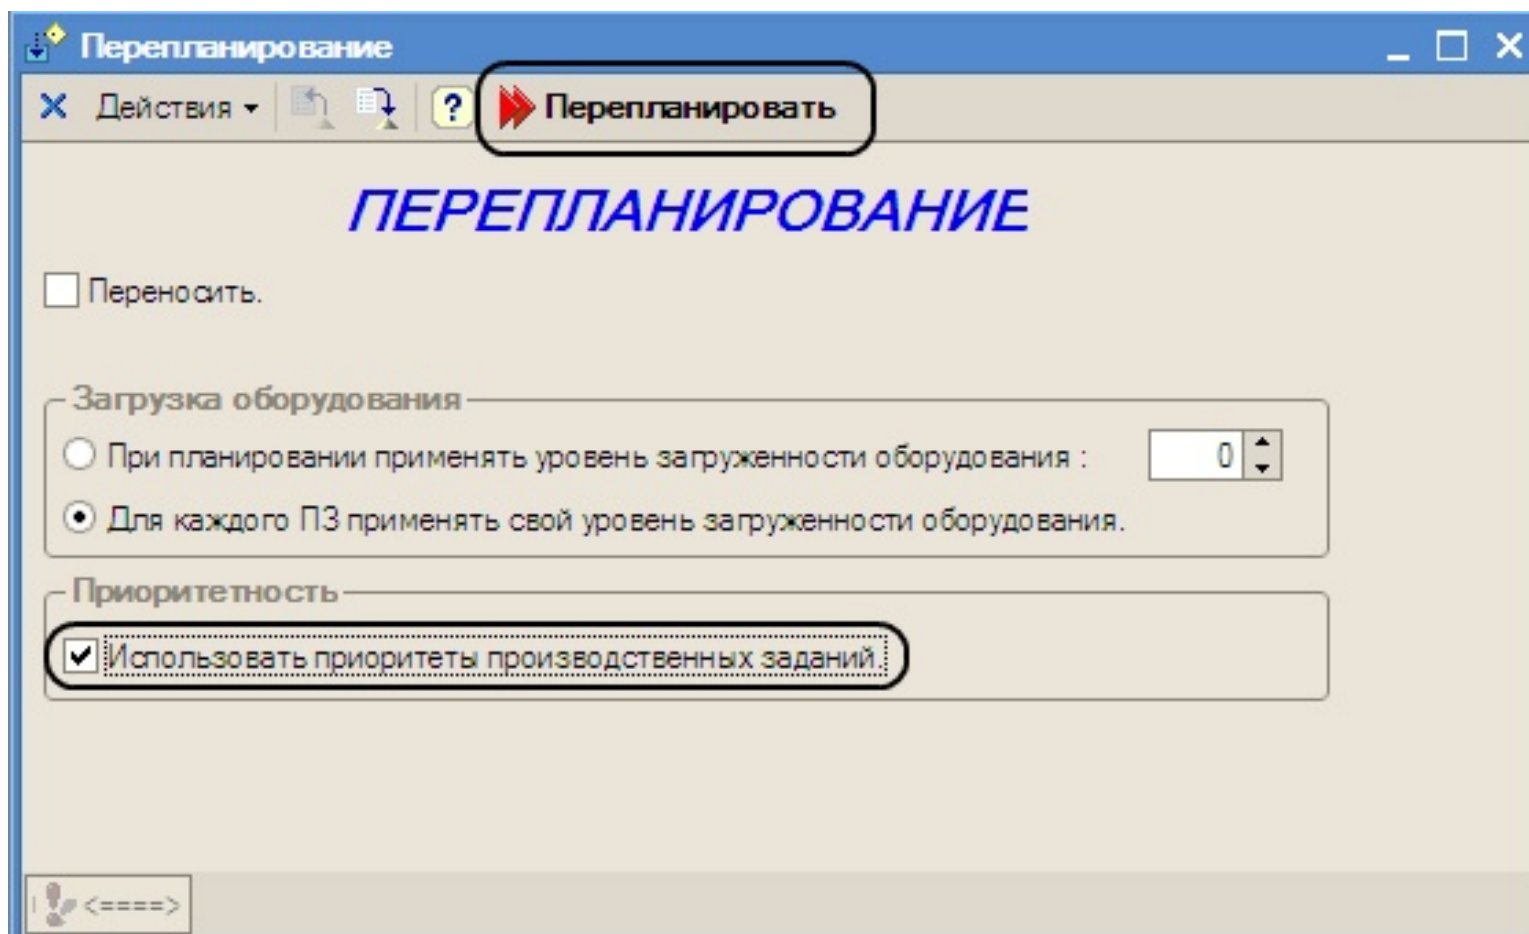 Перепланирование
Действия
? Перепланировать
ПЕРЕПЛАНИРОВАНИЕ
Переносить.
Загрузка оборудования
При планировании применять уровень загруженности оборудования : 0
Для каждого ПЗ применять свой уровень загруженности оборудования.
Приоритетность
Использовать приоритеты производственных заданий.
<====>